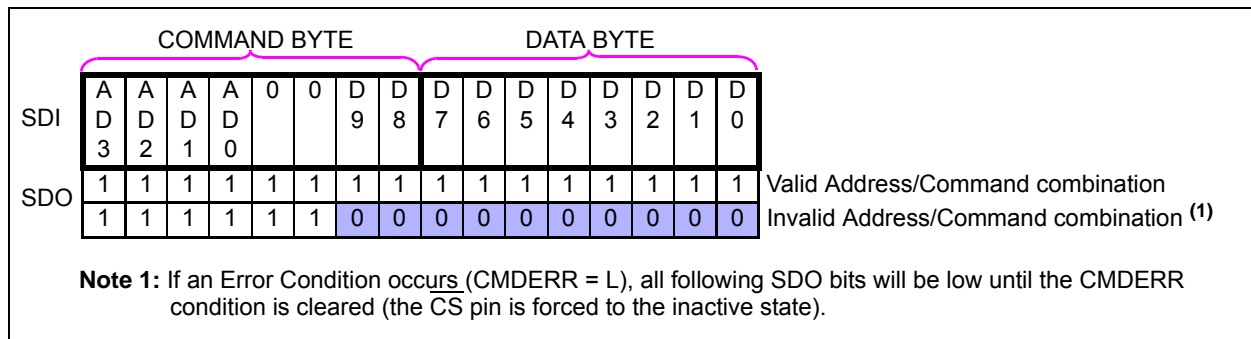 COMMAND BYTE DATA BYTE
SDI A D 3 A D 2 A D 1 A D 0 0 0 D 9 D 8 D 7 D 6 D 5 D 4 D 3 D 2 D 1 D 0
SDO 1 1 1 1 1 1 1 1 1 1 1 1 1 1 1 1 Valid Address/Command combination
1 1 1 1 1 1 0 0 0 0 0 0 0 0 0 0 Invalid Address/Command combination (1)
Note 1: If an Error Condition occurs (CMDERR = L), all following SDO bits will be low until the CMDERR
condition is cleared (the CS pin is forced to the inactive state).